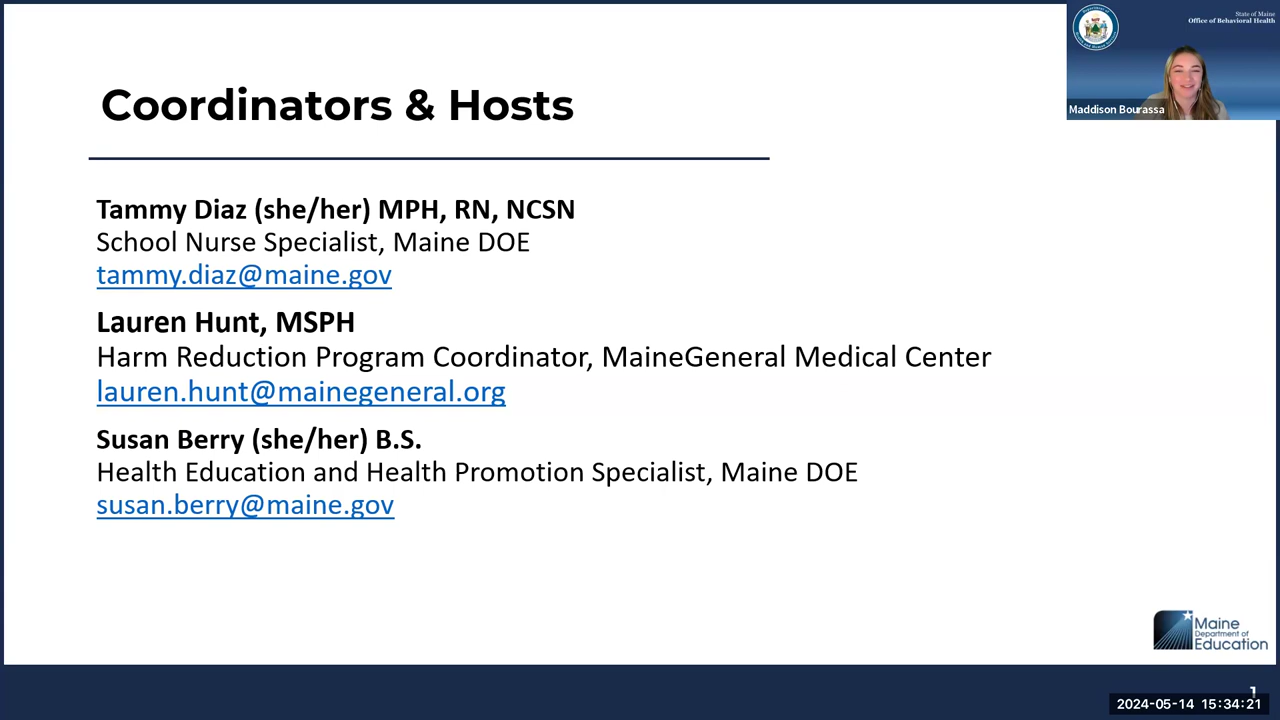 State of Maine
Office of Behavioral Health
Maddison Bourassa
Coordinators & Hosts
Tammy Diaz (she/her) MPH, RN, NCSN
School Nurse Specialist, Maine DOE
tammy.diaz@maine.gov
Lauren Hunt, MSPH
Harm Reduction Program Coordinator, MaineGeneral Medical Center
lauren.hunt@mainegeneral.org
Susan Berry (she/her) B.S.
Health Education and Health Promotion Specialist, Maine DOE
susan.berry@maine.gov
Maine
Department of
Education
1
2024-05-14 15:34:21